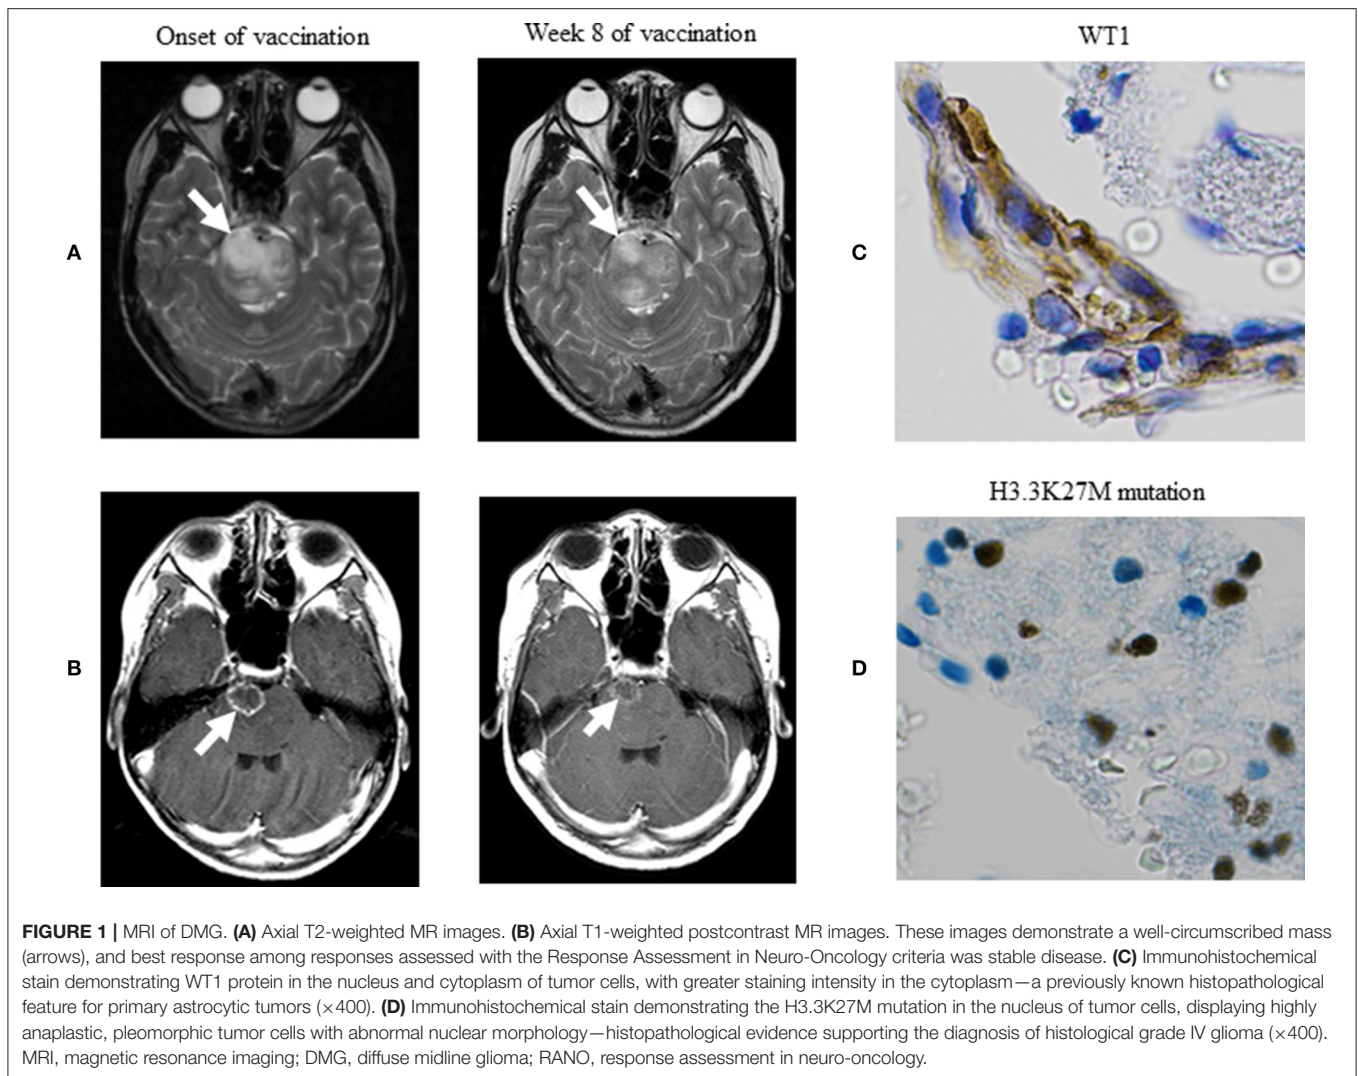 Onset of vaccination
Week 8 of vaccination
WT1
A
C
H3.3K27M mutation
B
D
FIGURE 1 | MRI of DMG. (A) Axial T2-weighted MR images. (B) Axial T1-weighted postcontrast MR images. These images demonstrate a well-circumscribed mass
(arrows), and best response among responses assessed with the Response Assessment in Neuro-Oncology criteria was stable disease. (C) Immunohistochemical
stain demonstrating WT1 protein in the nucleus and cytoplasm of tumor cells, with greater staining intensity in the cytoplasm—a previously known histopathological
feature for primary astrocytic tumors (×400). (D) Immunohistochemical stain demonstrating the H3.3K27M mutation in the nucleus of tumor cells, displaying highly
anaplastic, pleomorphic tumor cells with abnormal nuclear morphology—histopathological evidence supporting the diagnosis of histological grade IV glioma (×400).
MRI, magnetic resonance imaging; DMG, diffuse midline glioma; RANO, response assessment in neuro-oncology.